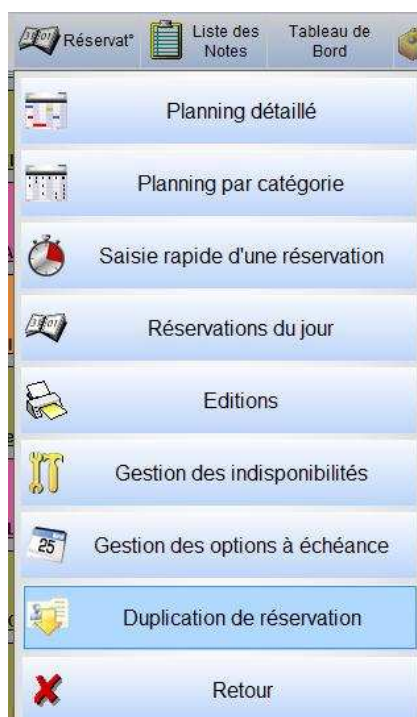 Réservat°
Liste des
Notes
Tableau de
Bord
Planning détaillé
Planning par catégorie
Saisie rapide d'une réservation
Réservations du jour
Editions
Gestion des indisponibilités
25
Gestion des options à échéance
Duplication de réservation
Retour